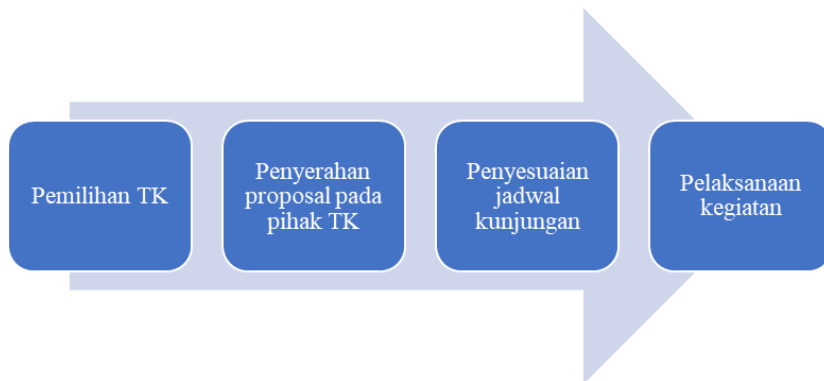 Pemilihan TK
Penyerahan
proposal pada
pihak TK
Penyesuaian
jadwal
kunjungan
Pelaksanaan
kegiatan